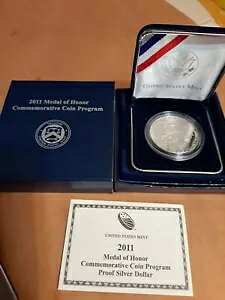 2011 Medal of Honor
Commemorative Coin Program
UNITED STATES MINT
UNITED STATES MINT
2011
Medal of Honor
Commemorative Coin Program
Proof Silver Dollar